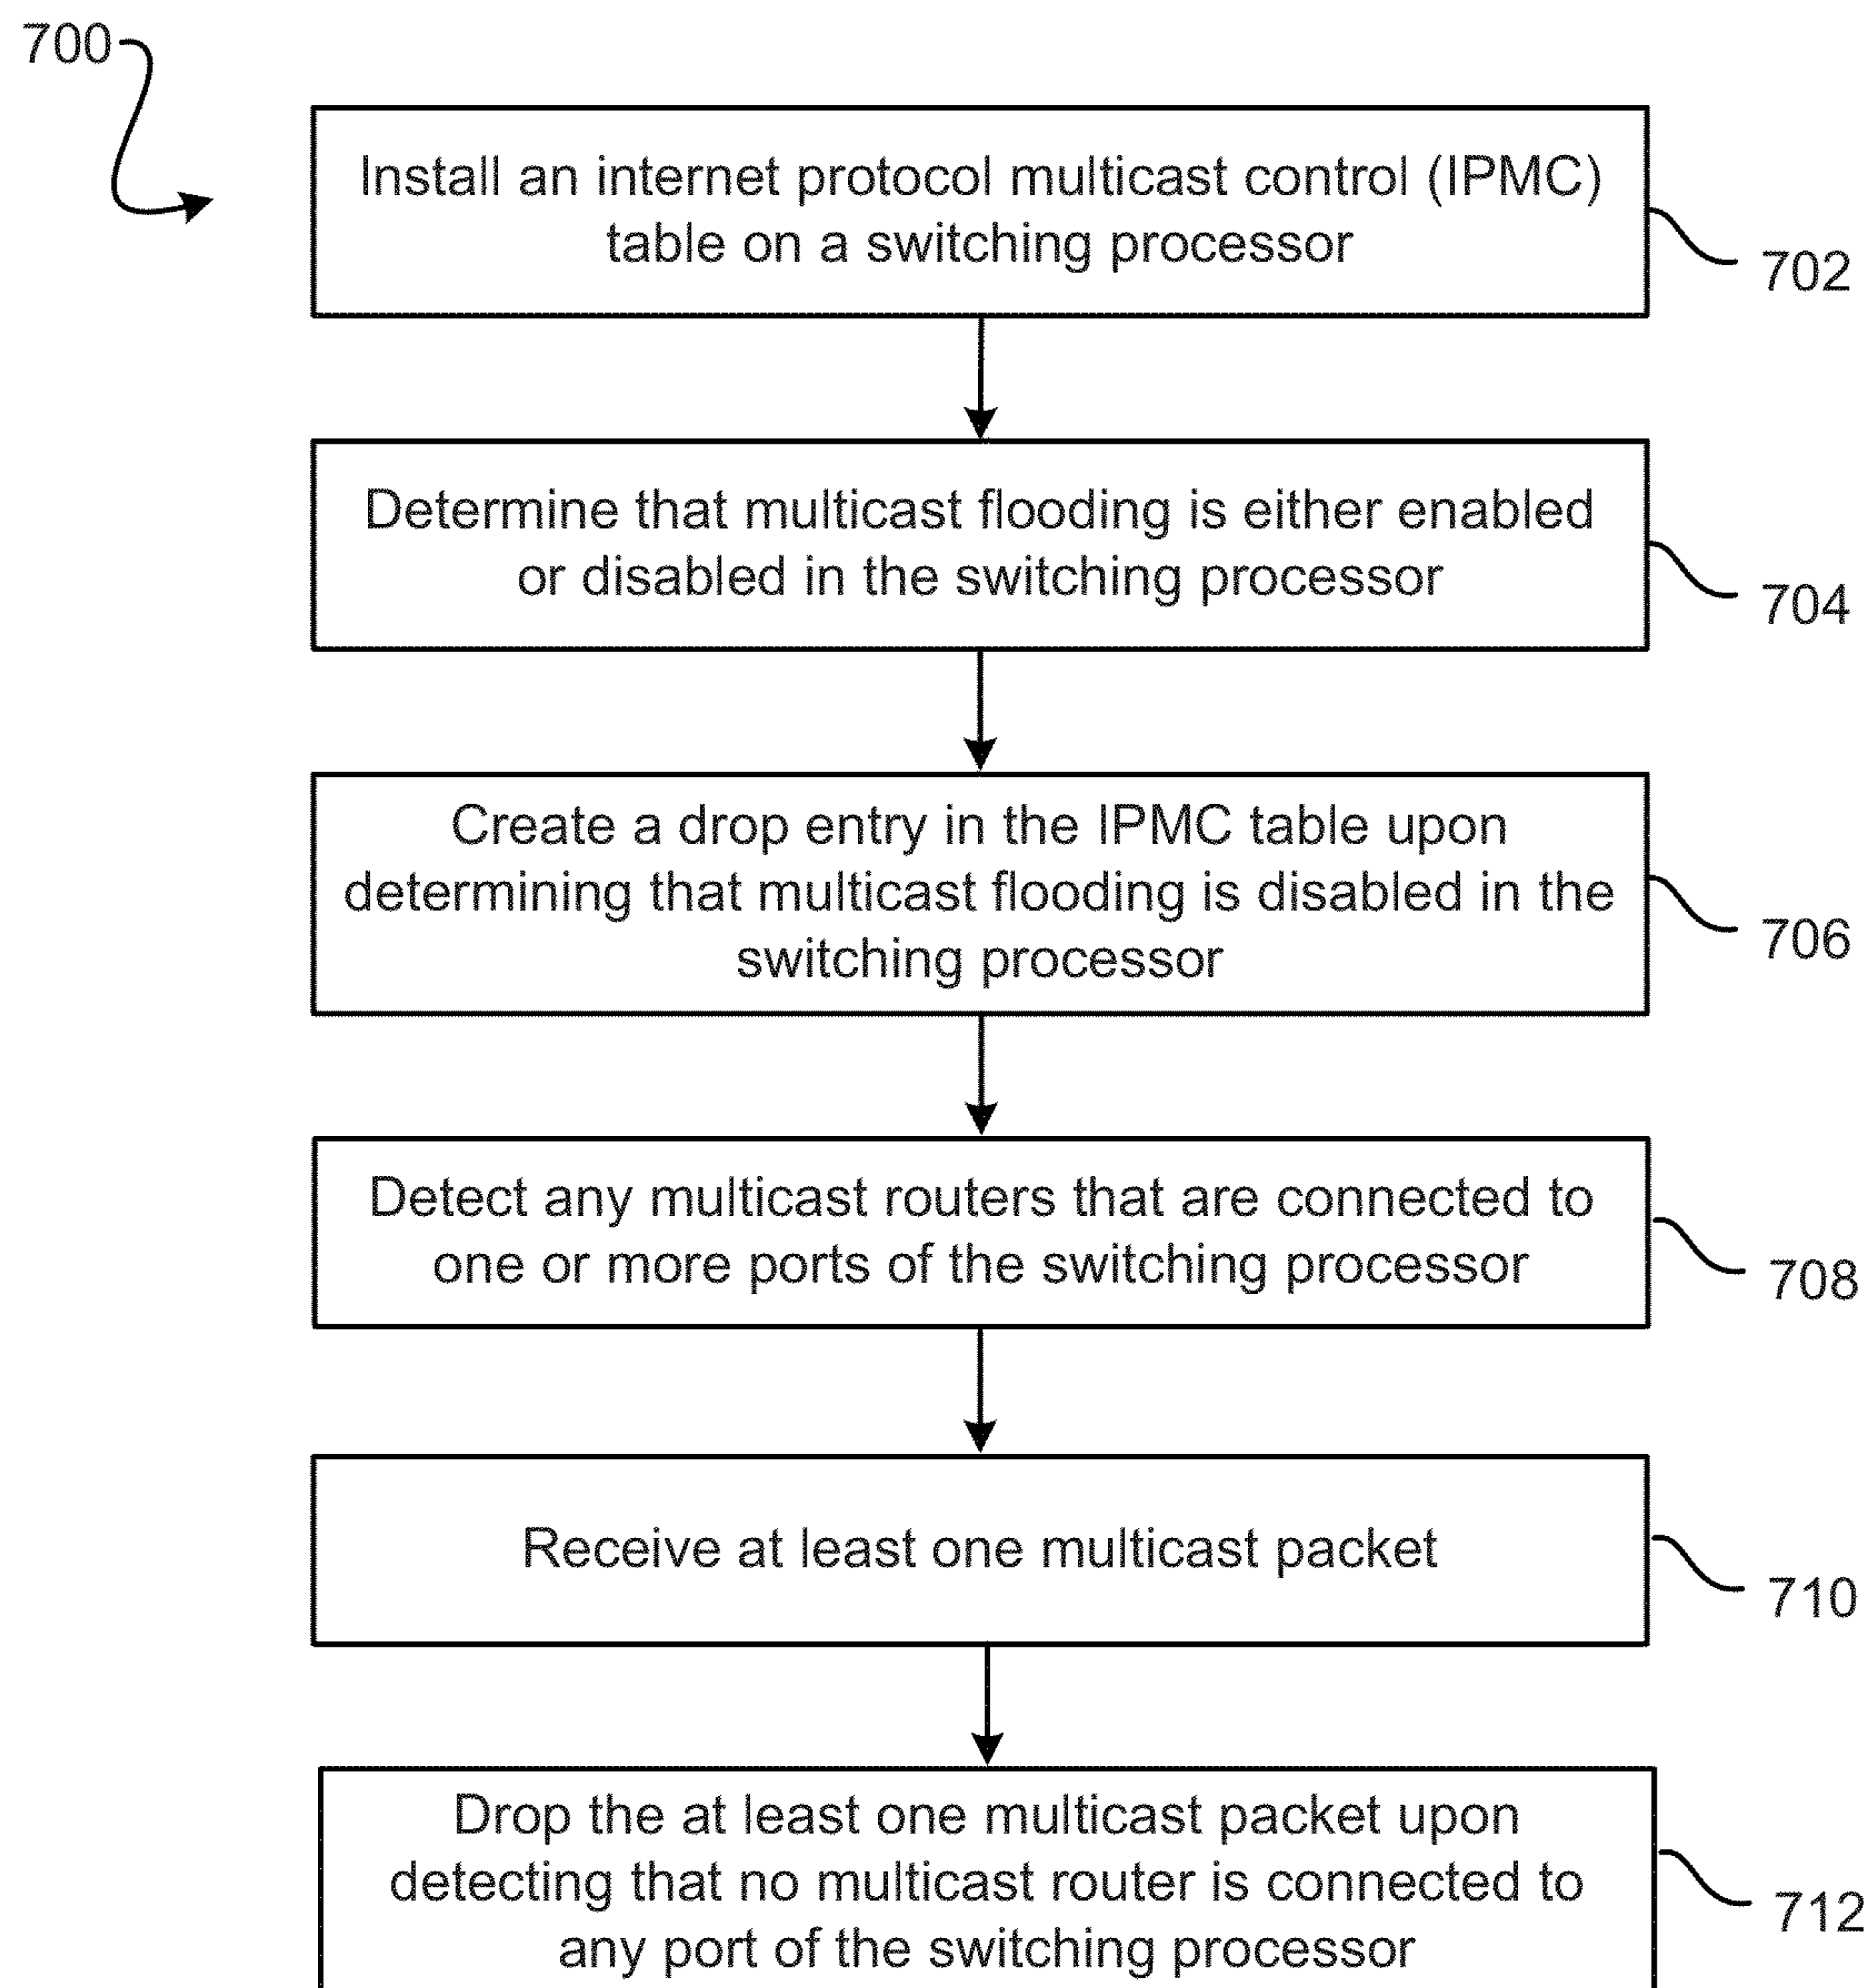 700
Install an internet protocol multicast control (IPMC)
table on a switching processor
702
Determine that multicast flooding is either enabled
or disabled in the switching processor
704
Create a drop entry in the IPMC table upon
determining that multicast flooding is disabled in the
switching processor
706
Detect any multicast routers that are connected to
one or more ports of the switching processor
708
Receive at least one multicast packet
710
Drop the at least one multicast packet upon
detecting that no multicast router is connected to
any port of the switching processor
712